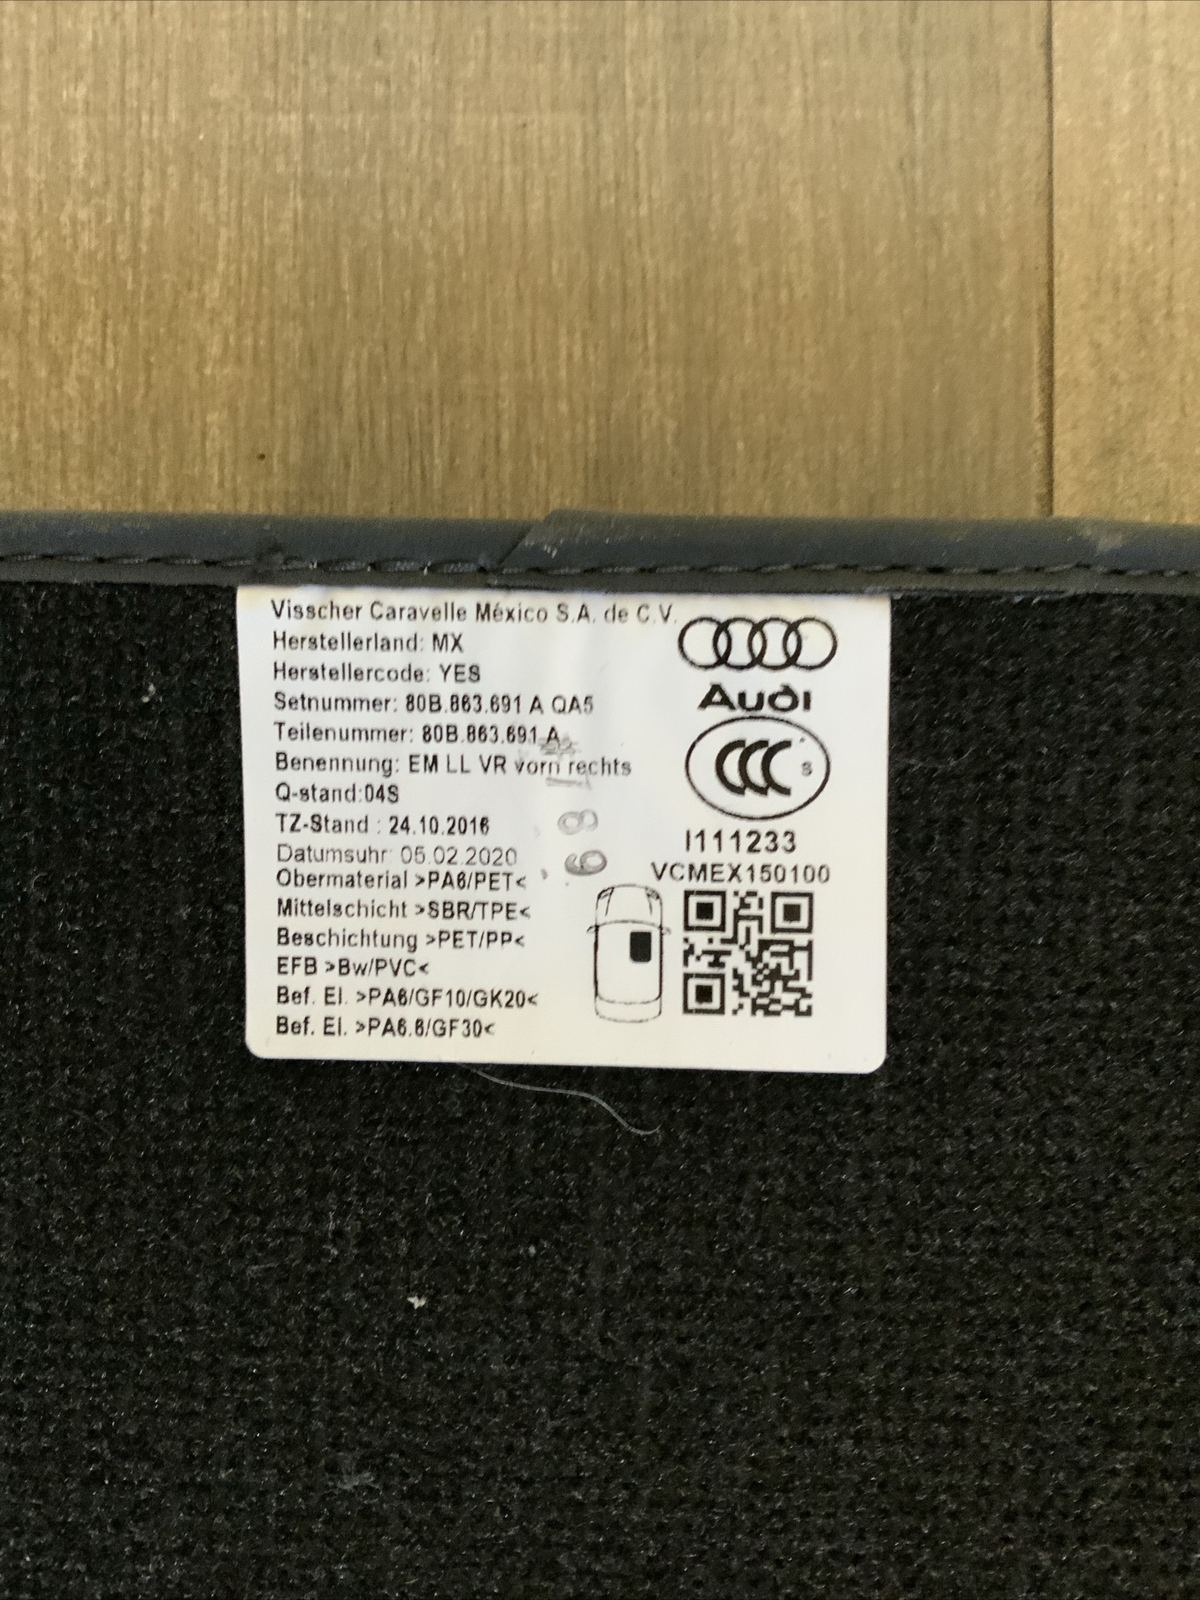 Visscher Caravelle México S.A. de C.V.
Herstellerland: MX
Herstellercode: YES
Setnummer: 80B.863.691 A QA5
Teilenummer: 80B.863.691 A
Benennung: EM LL VR vorn rechts
Q-stand:04S
TZ-Stand : 24.10.2016
Datumsuhr: 05.02.2020
Obermaterial >PA6/PET<
Mittelschicht >SBR/TPE<
Beschichtung >PET/PP<
EFB >Bw/PVC<
Bef. El. >PA6/GF10/GK20<
Bef. El. >PA6.6/GF30<
Audi
CCC S
I111233
VCMEX150100